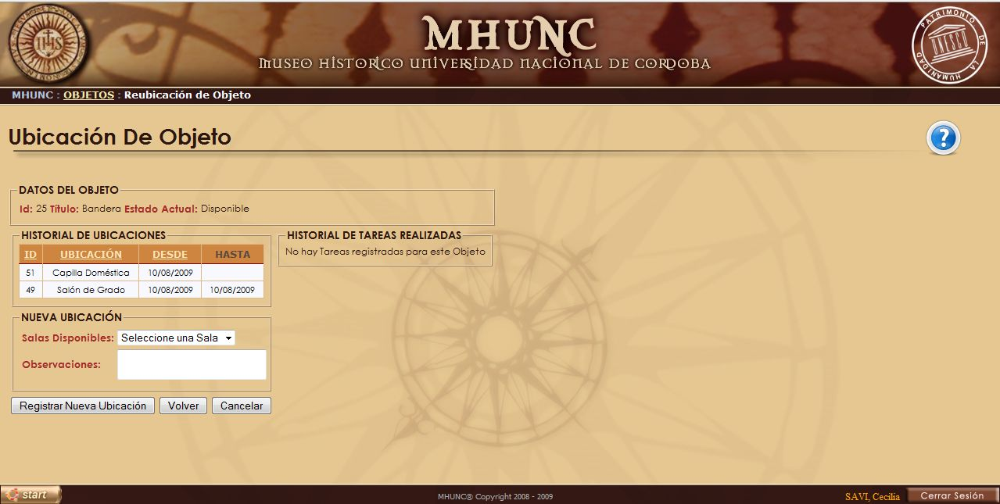 MHUNC
MUSEO HISTORICO UNIVERSIDAD NACIONAL DE CORDOBA
IHS
PATRIMONIO DE LA HUMANIDAD
UNESCO
MHUNC : OBJETOS : Reubicación de Objeto
Ubicación De Objeto
?
DATOS DEL OBJETO
Id: 25 Título: Bandera Estado Actual: Disponible
HISTORIAL DE UBICACIONES
ID UBICACIÓN DESDE HASTA
51 Capilla Doméstica 10/08/2009
49 Salón de Grado 10/08/2009 10/08/2009
HISTORIAL DE TAREAS REALIZADAS
No hay Tareas registradas para este Objeto
NUEVA UBICACIÓN
Salas Disponibles: Seleccione una Sala
Observaciones:
Registrar Nueva Ubicación Volver Cancelar
start
MHUNC® Copyright 2008 - 2009
SAVI, Cecilia
Cerrar Sesión